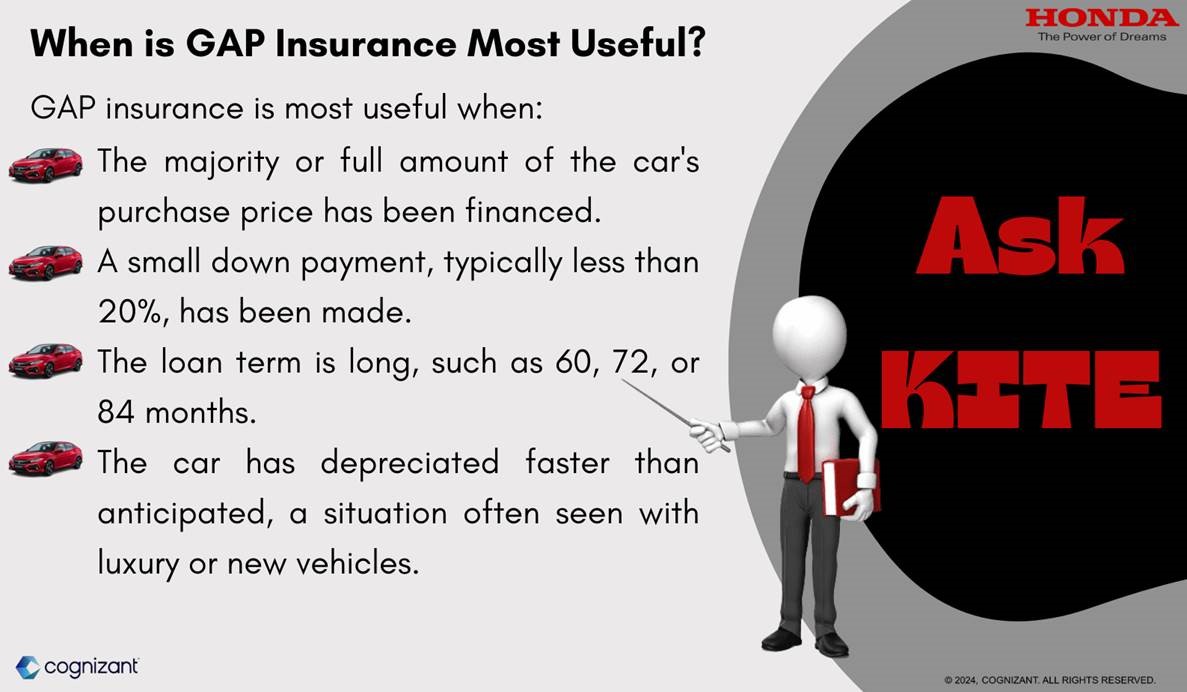 When is GAP Insurance Most Useful?
HONDA
The Power of Dreams
GAP insurance is most useful when:
The majority or full amount of the car's
purchase price has been financed.
A small down payment, typically less than
20%, has been made.
The loan term is long, such as 60, 72, or
84 months.
The car has depreciated faster than
anticipated, a situation often seen with
luxury or new vehicles.
Ask
KITE
cognizant
© 2024, COGNIZANT. ALL RIGHTS RESERVED.